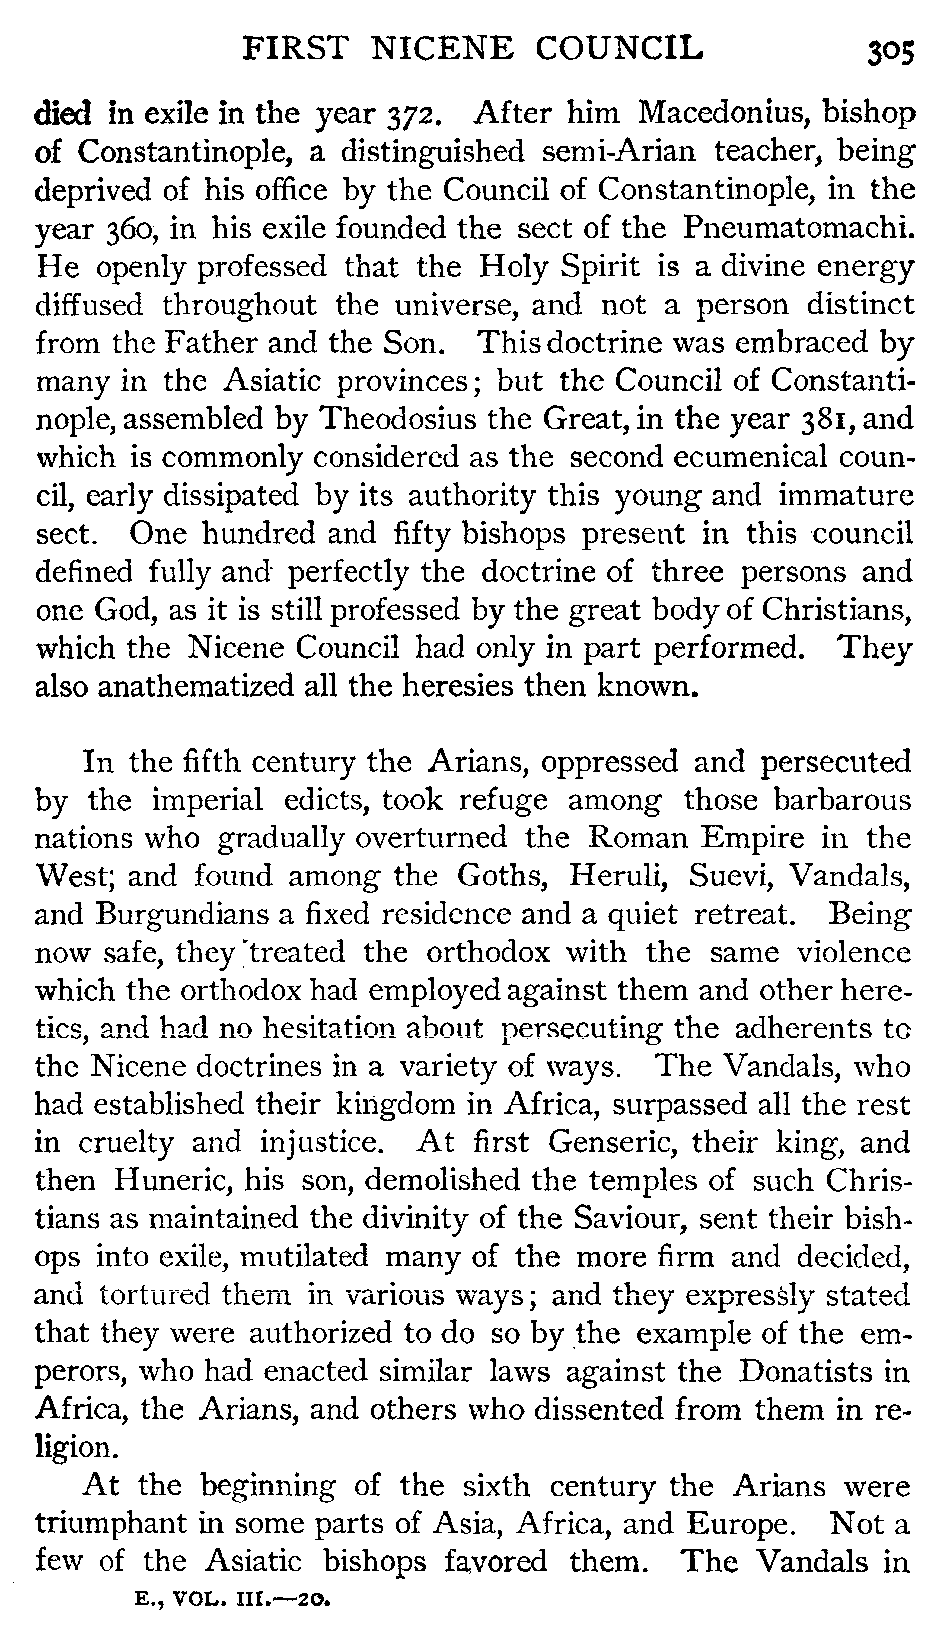 FIRST NICENE COUNCIL 305
died in exile in the year 372. After him Macedonius, bishop
of Constantinople, a distinguished semi-Arian teacher, being
deprived of his office by the Council of Constantinople, in the
year 360, in his exile founded the sect of the Pneumatomachi.
He openly professed that the Holy Spirit is a divine energy
diffused throughout the universe, and not a person distinct
from the Father and the Son. This doctrine was embraced by
many in the Asiatic provinces; but the Council of Constanti-
nople, assembled by Theodosius the Great, in the year 381, and
which is commonly considered as the second ecumenical coun-
cil, early dissipated by its authority this young and immature
sect. One hundred and fifty bishops present in this council
defined fully and perfectly the doctrine of three persons and
one God, as it is still professed by the great body of Christians,
which the Nicene Council had only in part performed. They
also anathematized all the heresies then known.
In the fifth century the Arians, oppressed and persecuted
by the imperial edicts, took refuge among those barbarous
nations who gradually overturned the Roman Empire in the
West; and found among the Goths, Heruli, Suevi, Vandals,
and Burgundians a fixed residence and a quiet retreat. Being
now safe, they treated the orthodox with the same violence
which the orthodox had employed against them and other here-
tics, and had no hesitation about persecuting the adherents to
the Nicene doctrines in a variety of ways. The Vandals, who
had established their kingdom in Africa, surpassed all the rest
in cruelty and injustice. At first Genseric, their king, and
then Huneric, his son, demolished the temples of such Chris-
tians as maintained the divinity of the Saviour, sent their bish-
ops into exile, mutilated many of the more firm and decided,
and tortured them in various ways; and they expressly stated
that they were authorized to do so by the example of the em-
perors, who had enacted similar laws against the Donatists in
Africa, the Arians, and others who dissented from them in re-
ligion.
At the beginning of the sixth century the Arians were
triumphant in some parts of Asia, Africa, and Europe. Not a
few of the Asiatic bishops favored them. The Vandals in
E., VOL. III.—20.